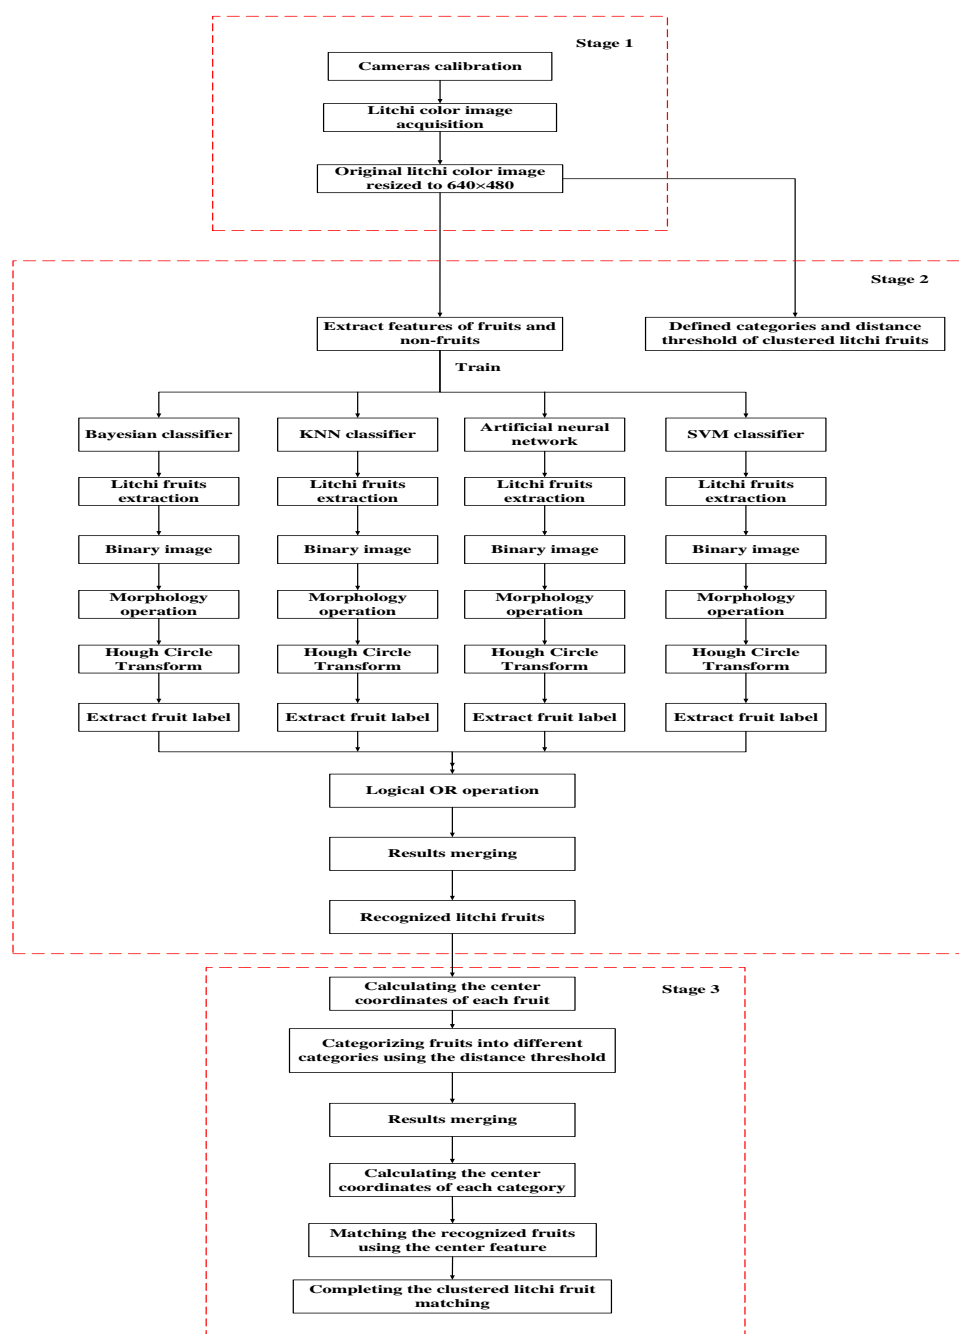 Stage 1
Cameras calibration
Litchi color image
acquisition
Original litchi color image
resized to 640×480
Stage 2
Extract features of fruits and
non-fruits
Defined categories and distance
threshold of clustered litchi fruits
Train
Bayesian classifier
KNN classifier
Artificial neural
network
SVM classifier
Litchi fruits
extraction
Litchi fruits
extraction
Litchi fruits
extraction
Litchi fruits
extraction
Binary image
Binary image
Binary image
Binary image
Morphology
operation
Morphology
operation
Morphology
operation
Morphology
operation
Hough Circle
Transform
Hough Circle
Transform
Hough Circle
Transform
Hough Circle
Transform
Extract fruit label
Extract fruit label
Extract fruit label
Extract fruit label
Logical OR operation
Results merging
Recognized litchi fruits
Stage 3
Calculating the center
coordinates of each fruit
Categorizing fruits into different
categories using the distance threshold
Results merging
Calculating the center
coordinates of each category
Matching the recognized fruits
using the center feature
Completing the clustered litchi fruit
matching